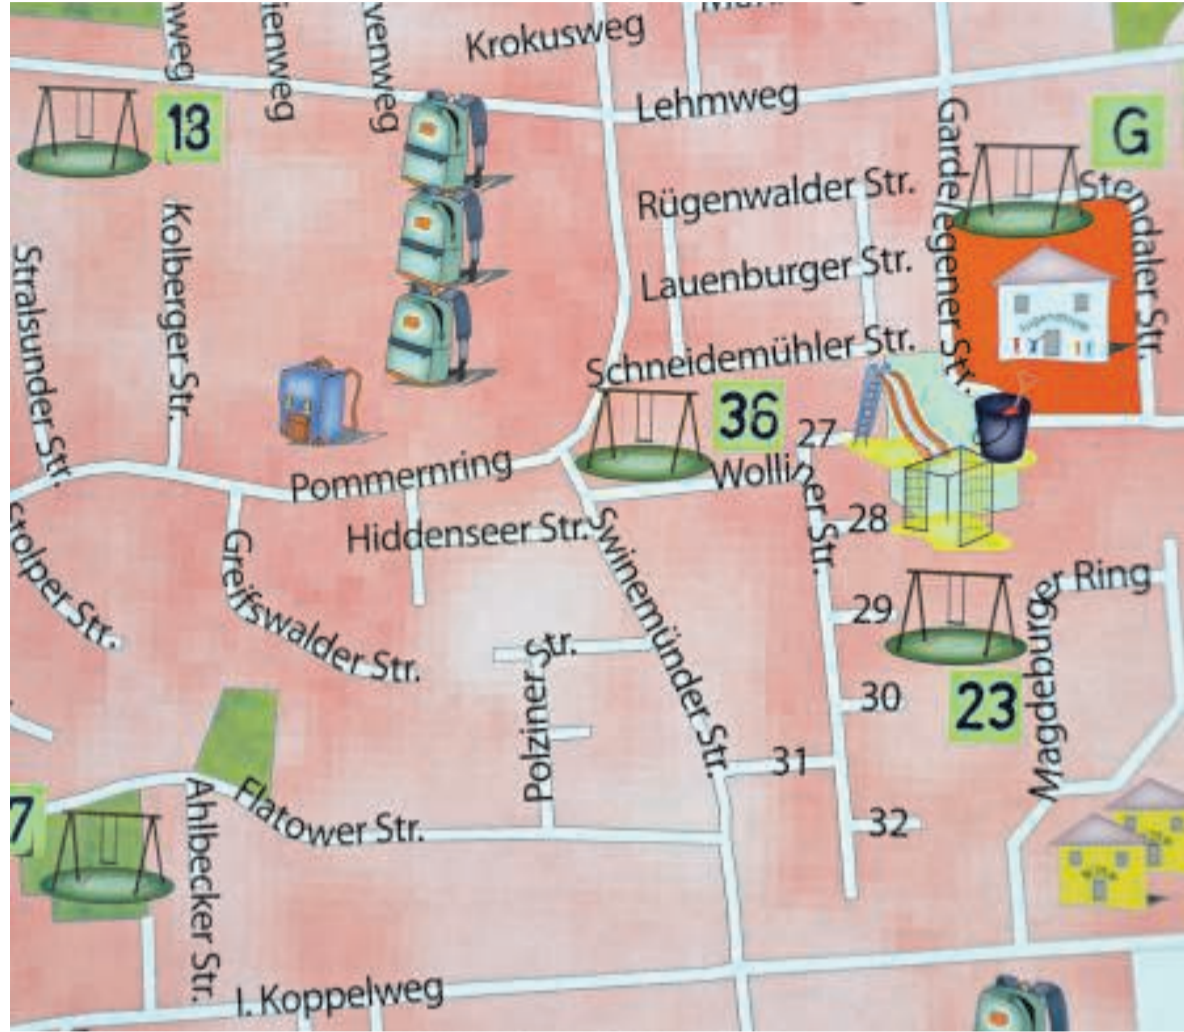 Krokusweg
Lehmweg
13
G
Rügenwalder Str.
Stendaler Str.
Gardelegener Str.
Kolberger Str.
Stralsunder Str.
Lauenburger Str.
Schneidemühler Str.
36
27
Pommernring
Wolliner Str.
Hiddenseer Str.
28
Swinemünder Str.
Greifswalder Str.
29
Magdeburger Ring
Str.
Polziner Str.
30
23
31
32
7
Ahlbecker Str.
Flatower Str.
I. Koppelweg